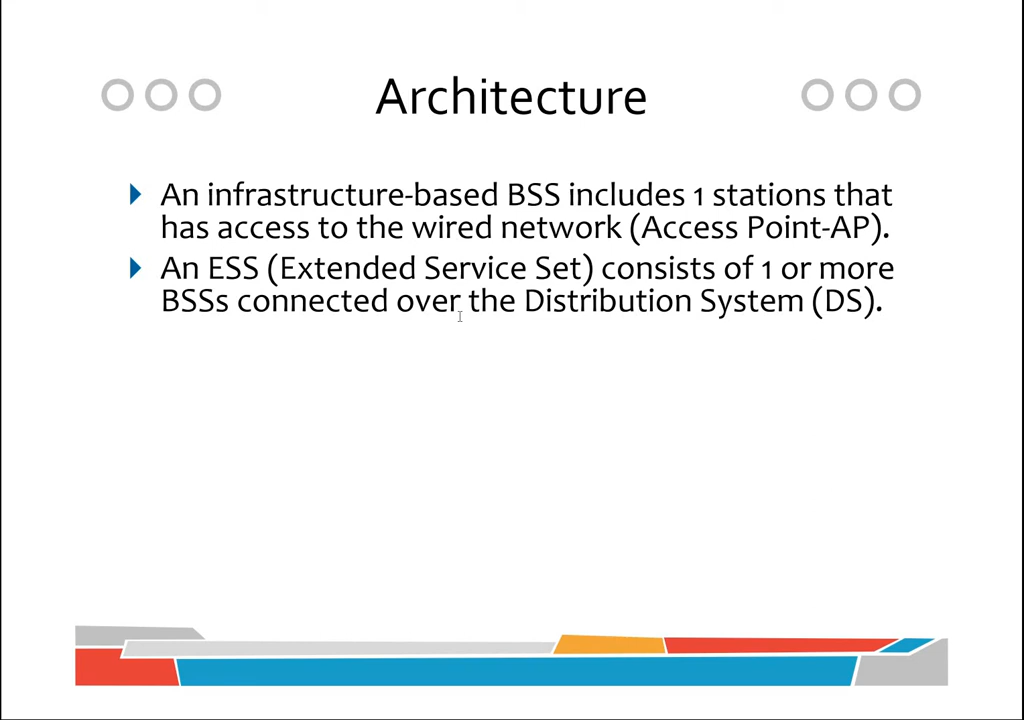 Architecture
An infrastructure-based BSS includes 1 stations that
has access to the wired network (Access Point-AP).
An ESS (Extended Service Set) consists of 1 or more
BSSs connected over the Distribution System (DS).